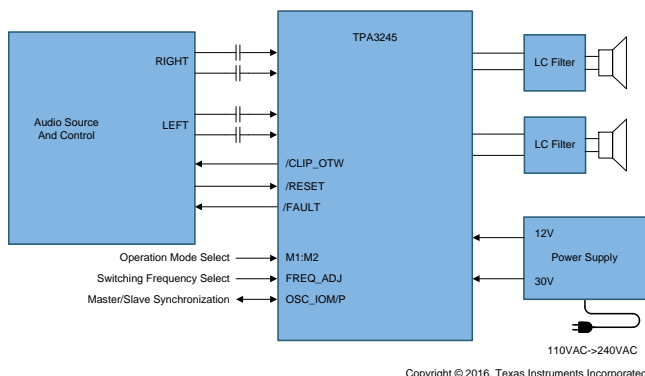 TPA3245
RIGHT
LEFT
Audio Source
And Control
/CLIP_OTW
/RESET
/FAULT
Operation Mode Select
M1:M2
Switching Frequency Select
FREQ_ADJ
Master/Slave Synchronization
OSC_IOM/P
LC Filter
LC Filter
12V
Power Supply
30V
110VAC->240VAC
Copyright © 2016, Texas Instruments Incorporated